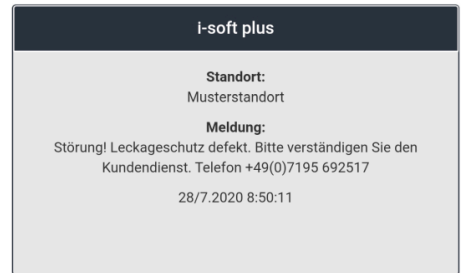 i-soft plus
Standort:
Musterstandort
Meldung:
Störung! Leckageschutz defekt. Bitte verständigen Sie den
Kundendienst. Telefon +49(0)7195 692517
28/7.2020 8:50:11